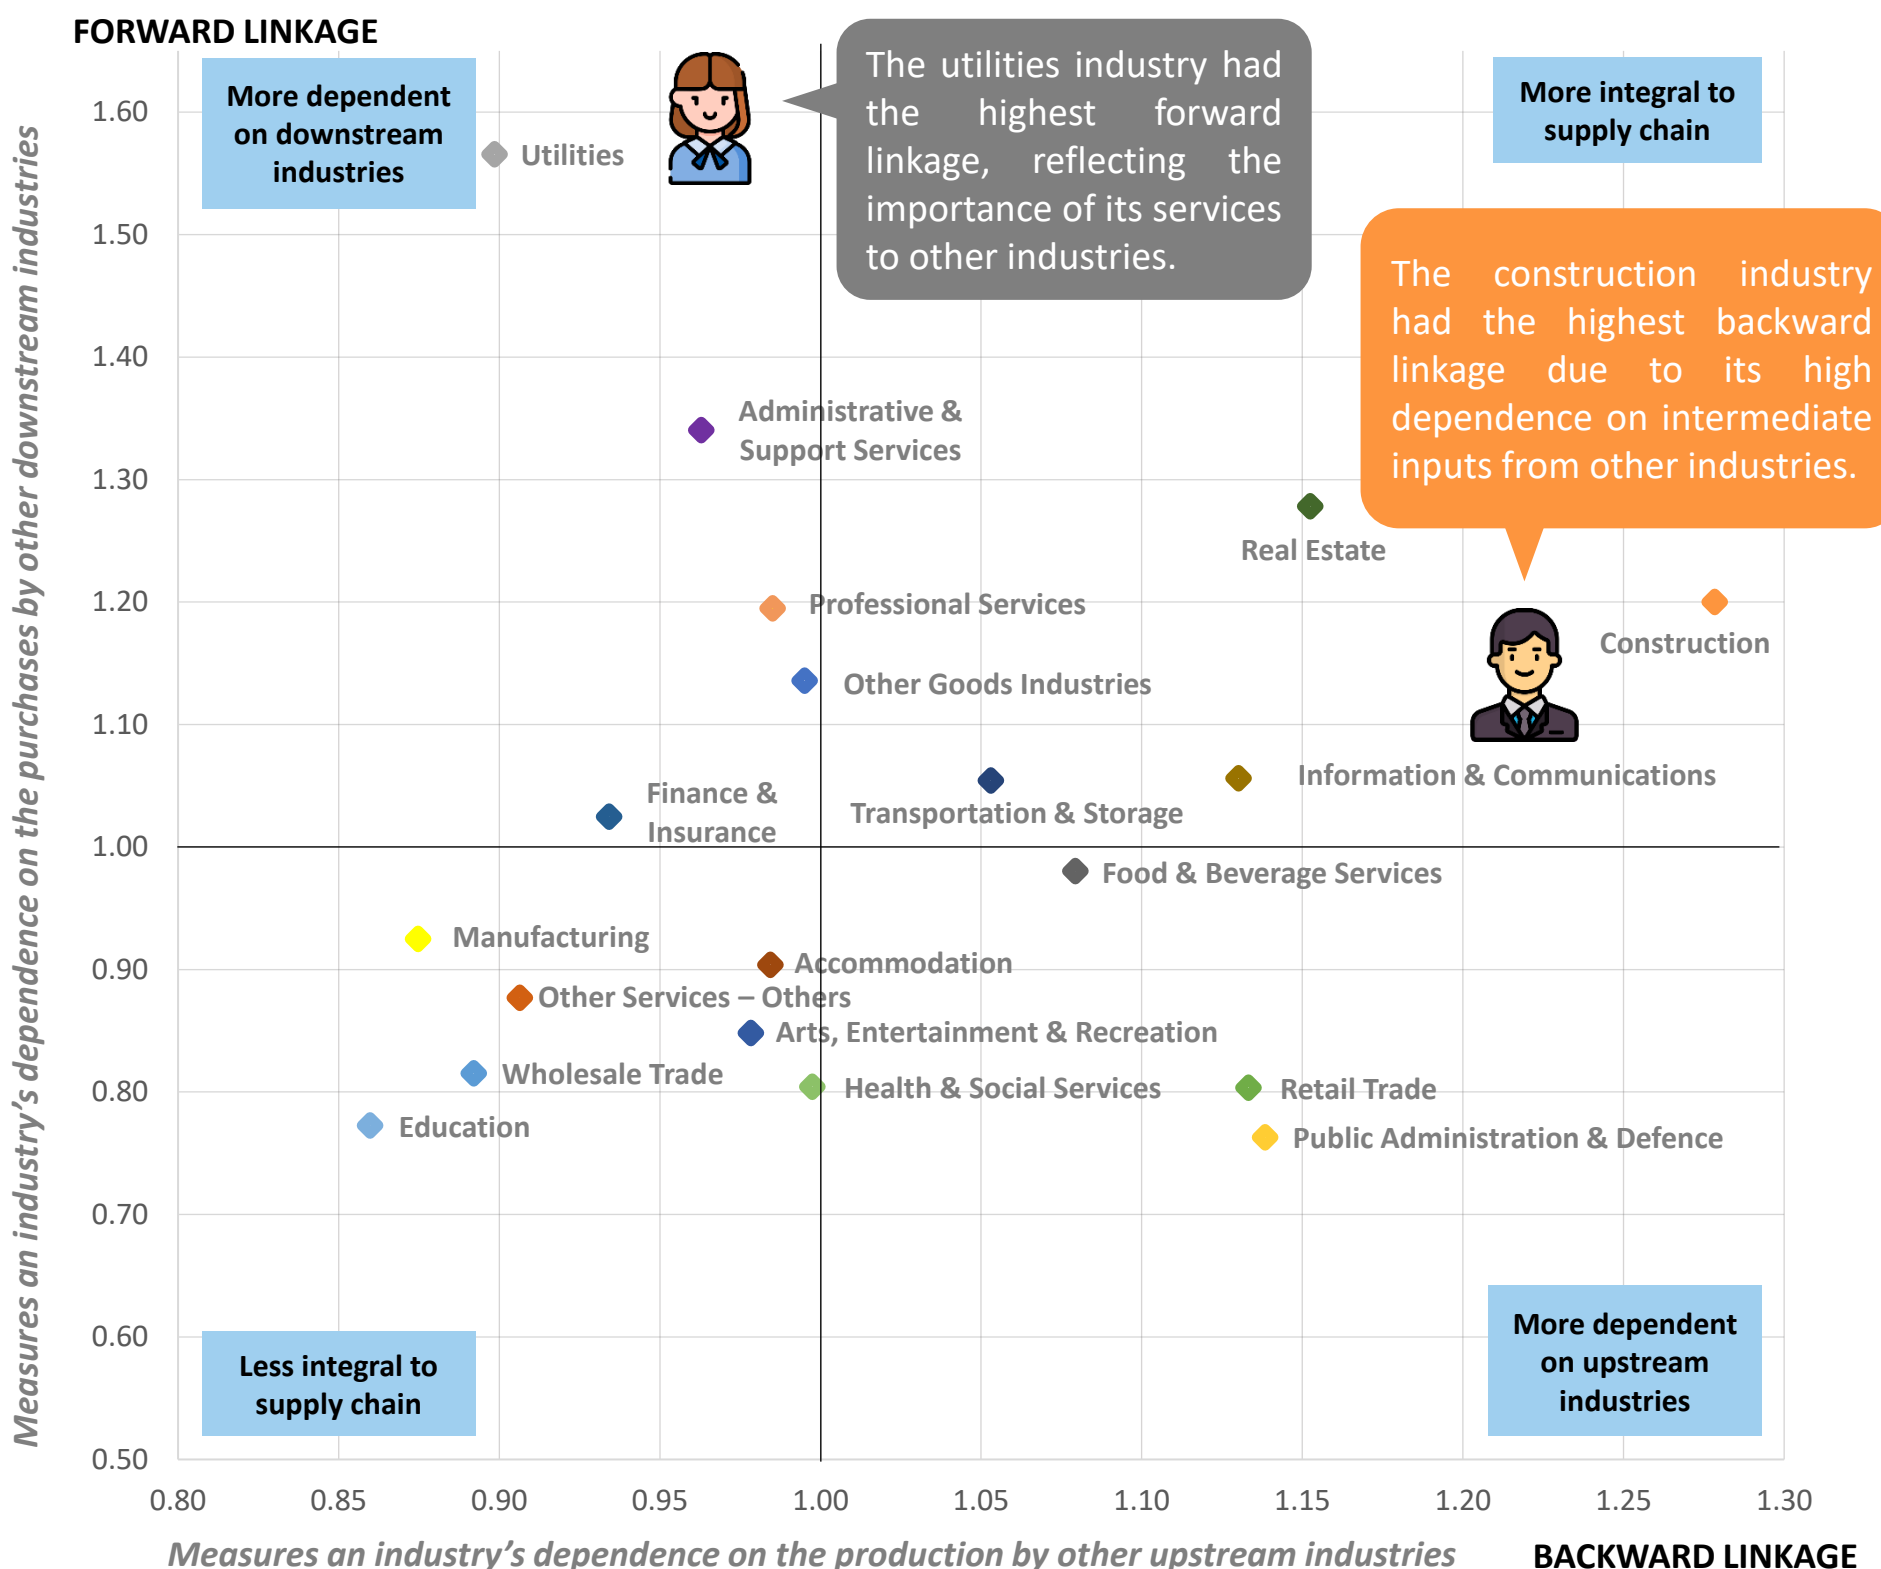 FORWARD LINKAGE
Measures an industry's dependence on the purchases by other downstream industries
1.60
1.50
1.40
1.30
1.20
1.10
1.00
0.90
0.80
0.70
0.60
0.50
More dependent
on downstream
industries
Utilities
The utilities industry had
the highest forward
linkage, reflecting the
importance of its services
to other industries.
More integral to
supply chain
The construction industry
had the highest backward
linkage due to its high
dependence on intermediate
inputs from other industries.
Administrative &
Support Services
Real Estate
Professional Services
Construction
Other Goods Industries
Information & Communications
Finance &
Insurance
Transportation & Storage
Food & Beverage Services
Manufacturing
Accommodation
Other Services – Others
Arts, Entertainment & Recreation
Wholesale Trade
Health & Social Services
Retail Trade
Education
Public Administration & Defence
Less integral to
supply chain
More dependent
on upstream
industries
0.80 0.85 0.90 0.95 1.00 1.05 1.10 1.15 1.20 1.25 1.30
Measures an industry's dependence on the production by other upstream industries
BACKWARD LINKAGE